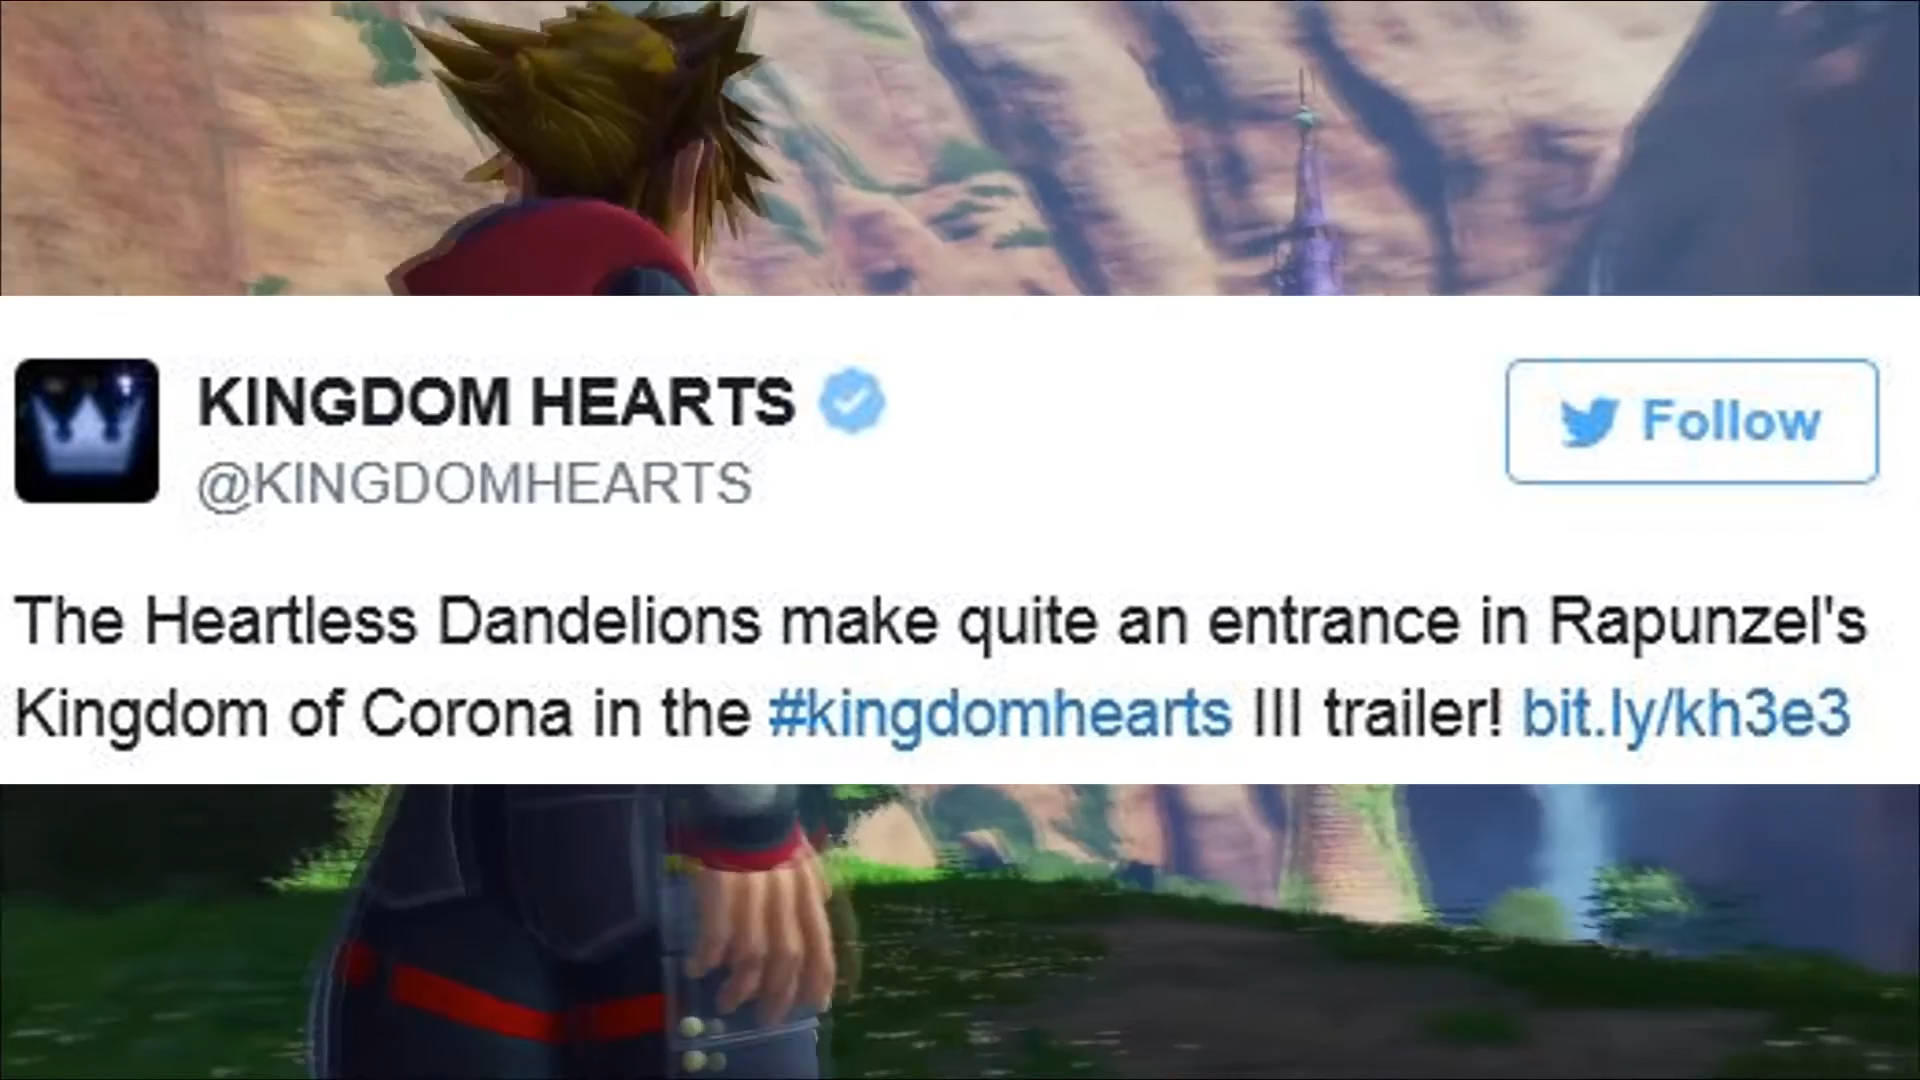 KINGDOM HEARTS
@KINGDOMHEARTS
Follow
The Heartless Dandelions make quite an entrance in Rapunzel's
Kingdom of Corona in the #kingdomhearts III trailer! bit.ly/kh3e3